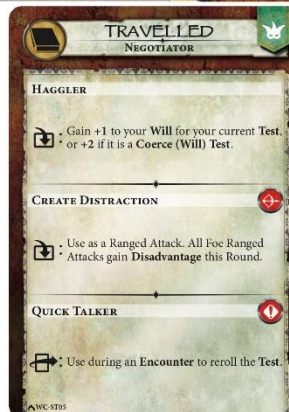 TRAVELLED
NEGOTIATOR
HAGGLER
: Gain +1 to your Will for your current Test,
or +2 if it is a Coerce (Will) Test.
CREATE DISTRACTION
: Use as a Ranged Attack. All Foe Ranged
Attacks gain Disadvantage this Round.
QUICK TALKER
: Use during an Encounter to reroll the Test.
WC-ST05